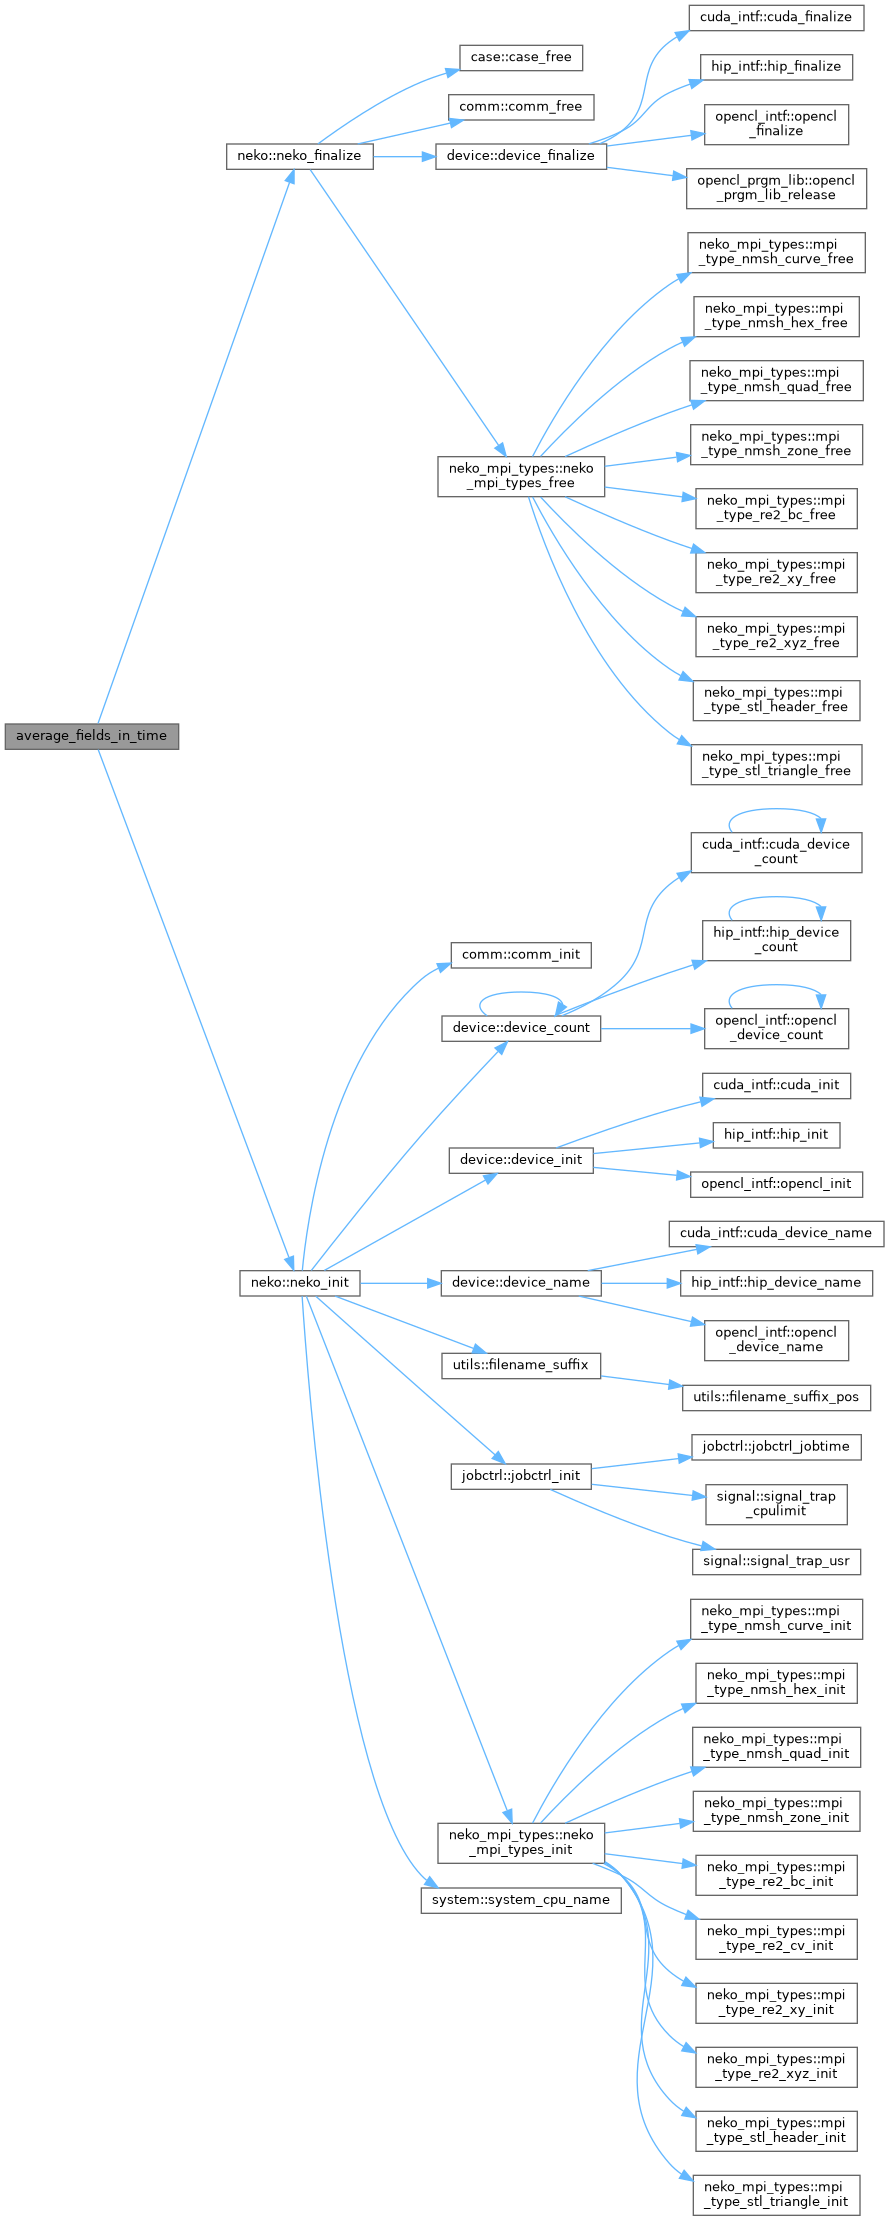 cuda_intf::cuda_finalize
case::case_free
hip_intf::hip_finalize
comm::comm_free
opencl_intf::opencl
_finalize
neko::neko_finalize
device::device_finalize
opencl_prgm_lib::opencl
_prgm_lib_release
neko_mpi_types::mpi
_type_nmsh_curve_free
neko_mpi_types::mpi
_type_nmsh_hex_free
neko_mpi_types::mpi
_type_nmsh_quad_free
neko_mpi_types::mpi
_type_nmsh_zone_free
neko_mpi_types::neko
_mpi_types_free
neko_mpi_types::mpi
_type_re2_bc_free
neko_mpi_types::mpi
_type_re2_xy_free
neko_mpi_types::mpi
_type_re2_xyz_free
neko_mpi_types::mpi
_type_stl_header_free
average_fields_in_time
neko_mpi_types::mpi
_type_stl_triangle_free
cuda_intf::cuda_device
_count
hip_intf::hip_device
_count
comm::comm_init
device::device_count
opencl_intf::opencl
_device_count
cuda_intf::cuda_init
hip_intf::hip_init
device::device_init
opencl_intf::opencl_init
cuda_intf::cuda_device_name
neko::neko_init
device::device_name
hip_intf::hip_device_name
opencl_intf::opencl
_device_name
utils::filename_suffix
utils::filename_suffix_pos
jobctrl::jobctrl_jobtime
jobctrl::jobctrl_init
signal::signal_trap
_cpulimit
signal::signal_trap_usr
neko_mpi_types::mpi
_type_nmsh_curve_init
neko_mpi_types::mpi
_type_nmsh_hex_init
neko_mpi_types::mpi
_type_nmsh_quad_init
neko_mpi_types::mpi
_type_nmsh_zone_init
neko_mpi_types::neko
_mpi_types_init
neko_mpi_types::mpi
_type_re2_bc_init
system::system_cpu_name
neko_mpi_types::mpi
_type_re2_cv_init
neko_mpi_types::mpi
_type_re2_xy_init
neko_mpi_types::mpi
_type_re2_xyz_init
neko_mpi_types::mpi
_type_stl_header_init
neko_mpi_types::mpi
_type_stl_triangle_init